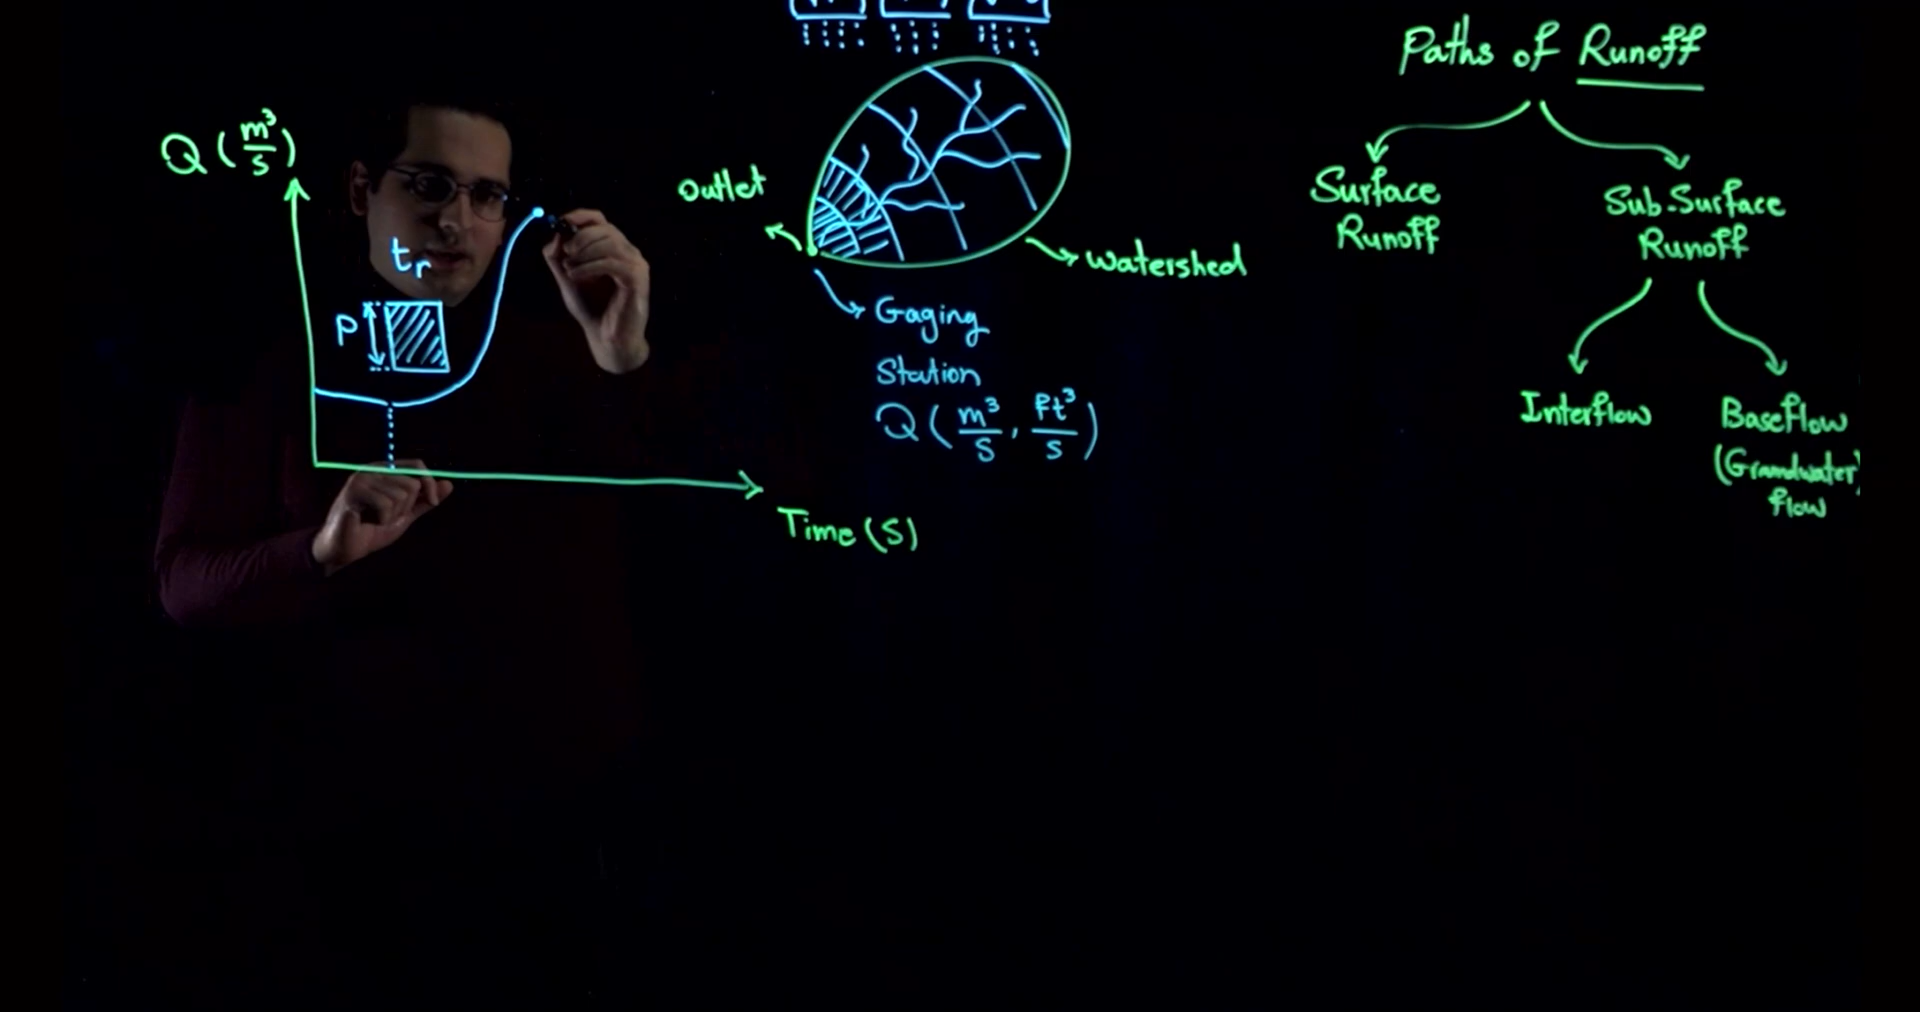 Q (m³/s)
tr
P
Time (S)
Outlet
Watershed
Gaging
Station
Q (m³/s, ft³/s)
Paths of Runoff
Surface
Runoff
Sub-Surface
Runoff
Interflow
Baseflow
(Groundwater)
flow